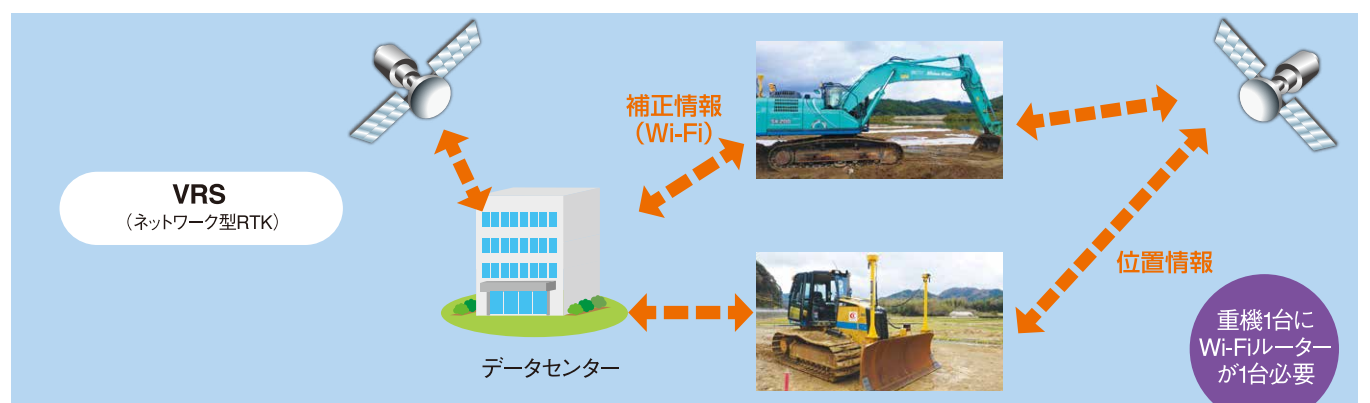 VRS
（ネットワーク型RTK）
補正情報
（Wi-Fi）
データセンター
位置情報
重機1台に
Wi-Fiルーター
が1台必要